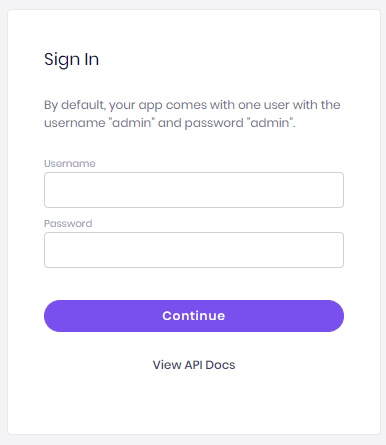 Sign In
By default, your app comes with one user with the
username "admin" and password "admin".
Username
Password
Continue
View API Docs